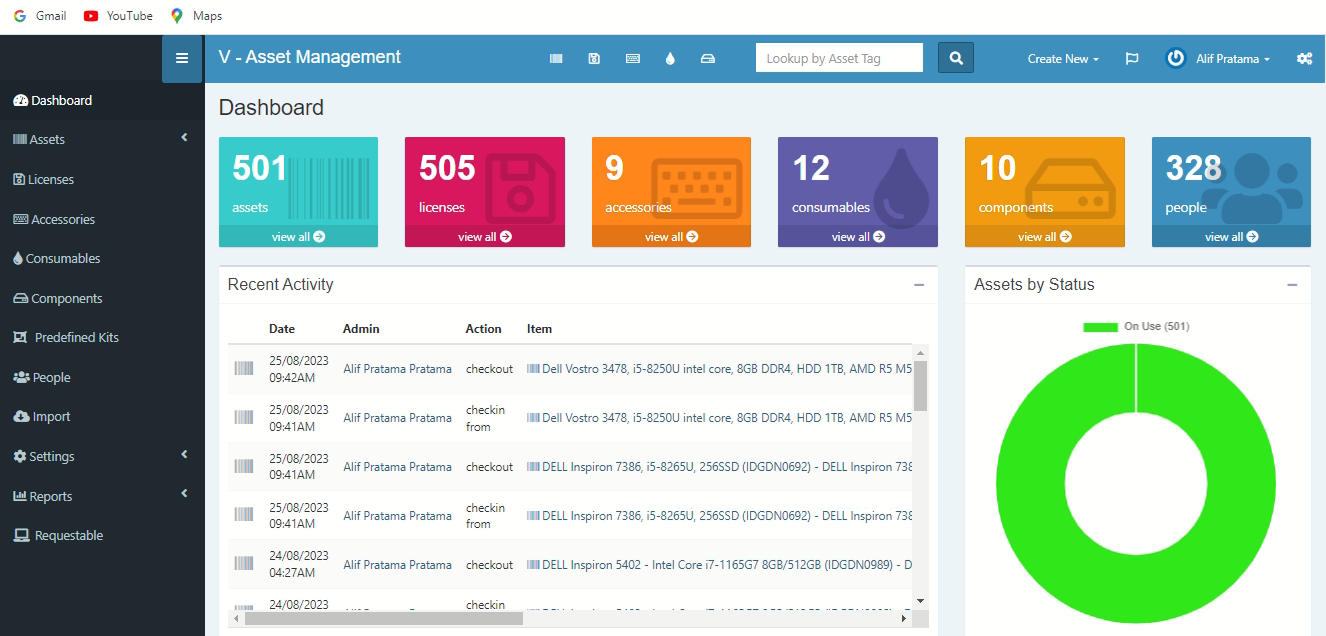 Gmail YouTube Maps
V - Asset Management Lookup by Asset Tag Create New Alif Pratama
Dashboard
Assets
Licenses
Accessories
Consumables
Components
Predefined Kits
People
Import
Settings
Reports
Requestable
Dashboard
501
assets
view all
505
licenses
view all
9
accessories
view all
12
consumables
view all
10
components
view all
328
people
view all
Recent Activity
Date Admin Action Item
25/08/2023 09:42AM Alif Pratama Pratama checkout Dell Vostro 3478, i5-8250U intel core, 8GB DDR4, HDD 1TB, AMD R5 M5
25/08/2023 09:41AM Alif Pratama Pratama checkin from Dell Vostro 3478, i5-8250U intel core, 8GB DDR4, HDD 1TB, AMD R5 M5
25/08/2023 09:41AM Alif Pratama Pratama checkout DELL Inspiron 7386, i5-8265U, 256SSD (IDGDN0692) - DELL Inspiron 738
25/08/2023 09:41AM Alif Pratama Pratama checkin from DELL Inspiron 7386, i5-8265U, 256SSD (IDGDN0692) - DELL Inspiron 738
24/08/2023 04:27AM Alif Pratama Pratama checkout DELL Inspiron 5402 - Intel Core i7-1165G7 8GB/512GB (IDGDN0989) - D
24/08/2023 checkin
Assets by Status
On Use (501)